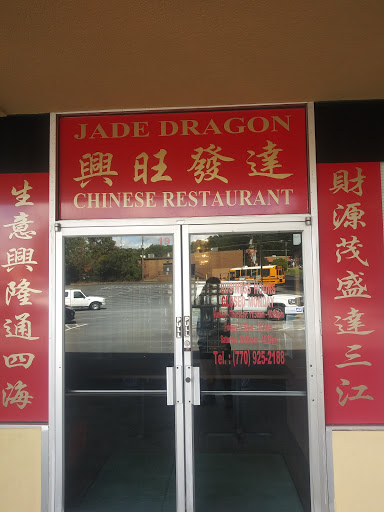 JADE DRAGON
興旺發達
CHINESE RESTAURANT
生意興隆通四海
財源茂盛達三江
Tel. : (770) 925-2188